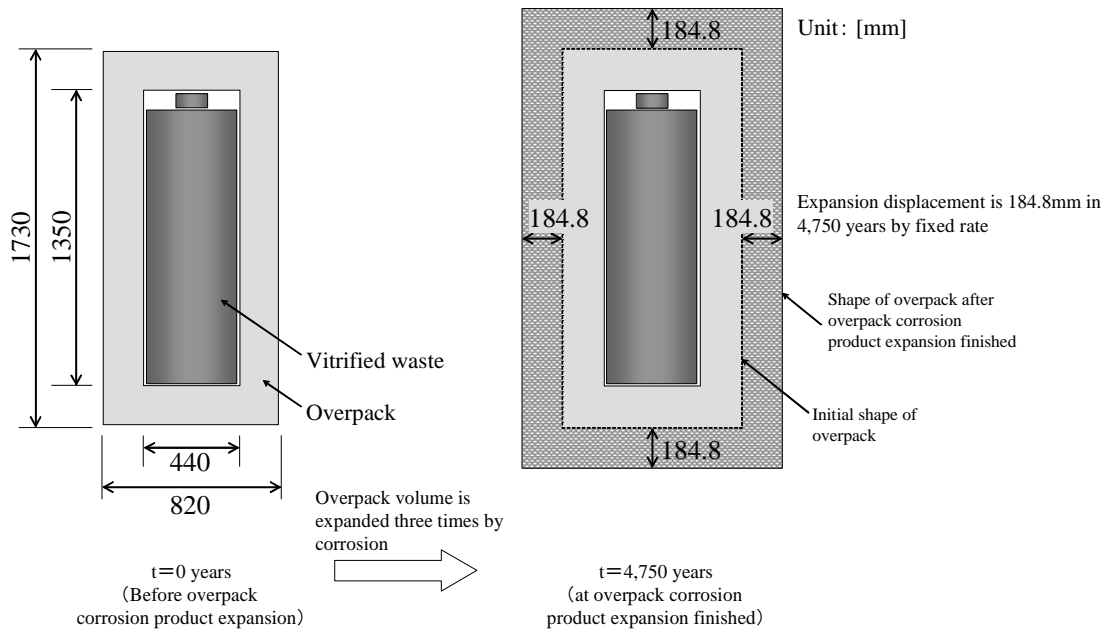 184.8
Unit: [mm]
1730
1350
184.8
184.8
Expansion displacement is 184.8mm in
4,750 years by fixed rate
Shape of overpack after
overpack corrosion
product expansion finished
Vitrified waste
Overpack
Initial shape of
overpack
184.8
440
820
Overpack volume is
expanded three times by
corrosion
t=0 years
(Before overpack
corrosion product expansion)
t=4,750 years
(at overpack corrosion
product expansion finished)